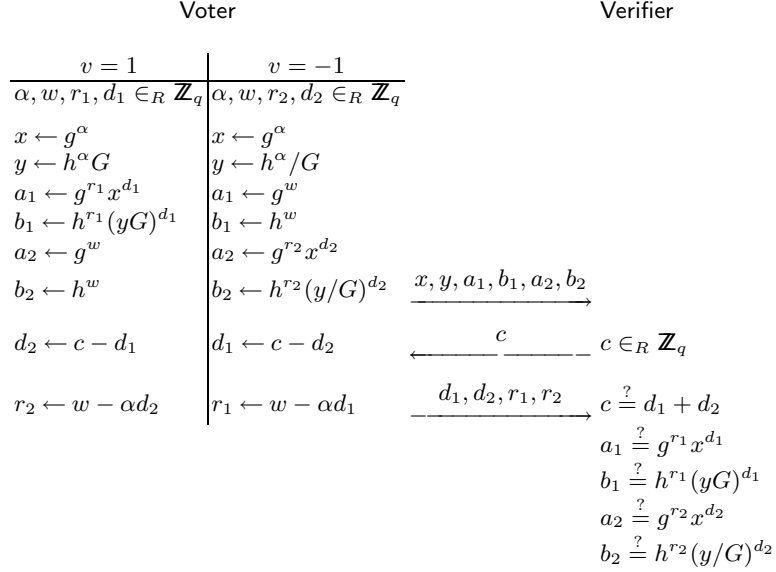 Voter Verifier
v = 1 v = −1
α, w, r₁, d₁ ∈_R ℤ_q α, w, r₂, d₂ ∈_R ℤ_q
x ← g^α x ← g^α
y ← h^α G y ← h^α/G
a₁ ← g^{r₁} x^{d₁} a₁ ← g^w
b₁ ← h^{r₁} (yG)^{d₁} b₁ ← h^w
a₂ ← g^w a₂ ← g^{r₂} x^{d₂}
b₂ ← h^w b₂ ← h^{r₂} (y/G)^{d₂} x, y, a₁, b₁, a₂, b₂
d₂ ← c − d₁ d₁ ← c − d₂ c c ∈_R ℤ_q
r₂ ← w − αd₂ r₁ ← w − αd₁ d₁, d₂, r₁, r₂ c ≟ d₁ + d₂
a₁ ≟ g^{r₁} x^{d₁}
b₁ ≟ h^{r₁} (yG)^{d₁}
a₂ ≟ g^{r₂} x^{d₂}
b₂ ≟ h^{r₂} (y/G)^{d₂}